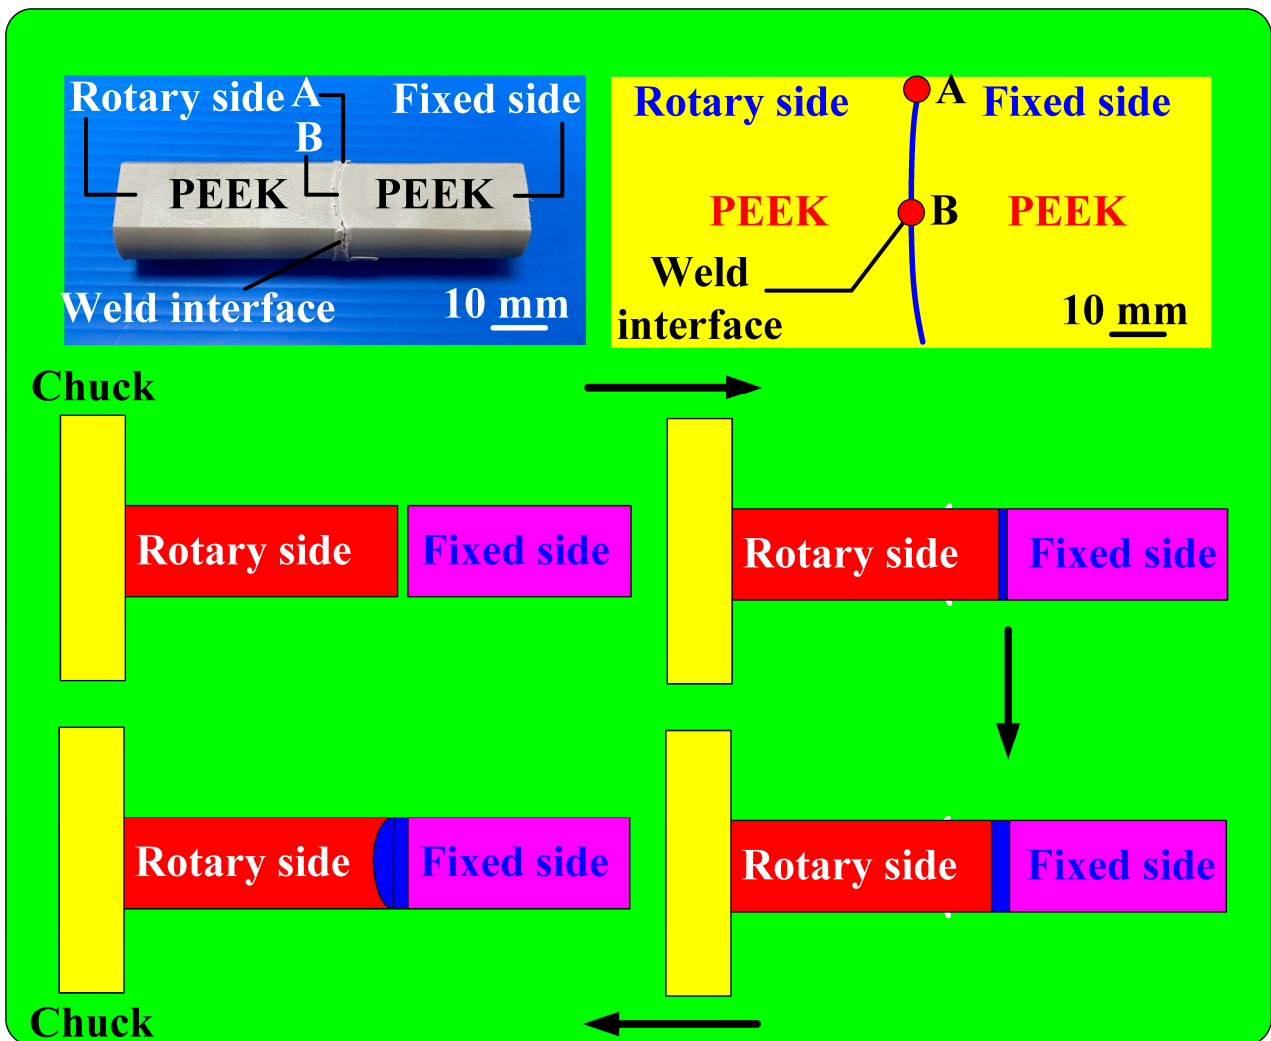 Rotary side A Fixed side
B
PEEK PEEK
Weld interface
10 mm
Rotary side A Fixed side
PEEK B PEEK
Weld
interface
10 mm
Chuck
Rotary side Fixed side
Rotary side Fixed side
Rotary side Fixed side
Rotary side Fixed side
Chuck